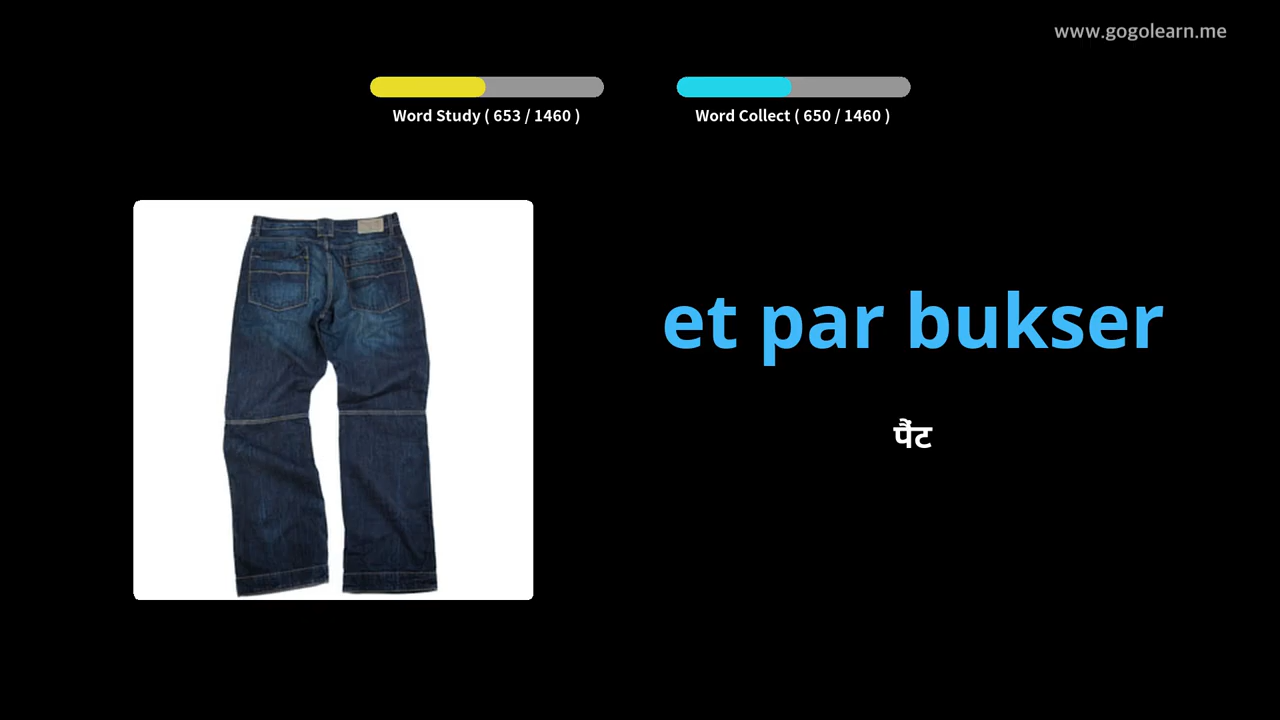 www.gogolearn.me
Word Study ( 653 / 1460 )
Word Collect ( 650 / 1460 )
et par bukser
पैंट